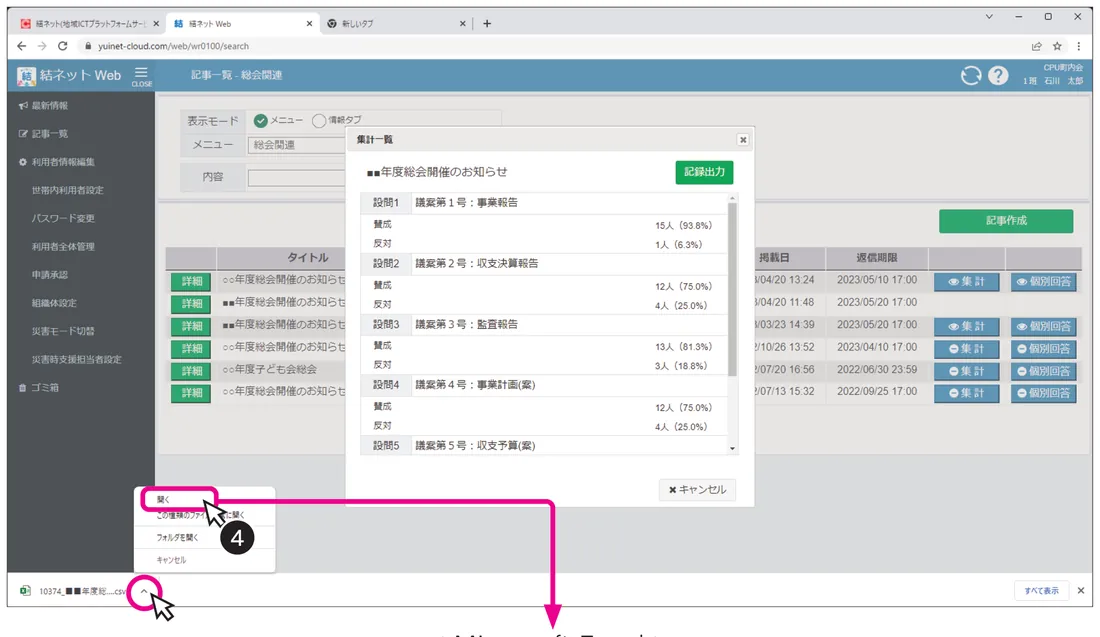 結ネット(地域ICTプラットフォームサー × 結ネット Web × 新しいタブ × +
yuinet-cloud.com/web/wr0100/search
結ネット Web CLOSE 記事一覧 - 総会関連 CPU町内会
1班 石川 太郎
最新情報
記事一覧
利用者情報編集
世帯内利用者設定
パスワード変更
利用者全体管理
申請承認
組織体設定
災害モード切替
災害時支援担当者設定
ゴミ箱
表示モード メニュー 情報タブ
メニュー 総会関連
内容
記事作成
タイトル 掲載日 返信期限
詳細 ○○年度総会開催のお知らせ /04/20 13:24 2023/05/10 17:00 集 計 個別回答
詳細 ■■年度総会開催のお知らせ /04/20 11:48 2023/05/20 17:00
詳細 ■■年度総会開催のお知らせ /03/23 14:39 2023/05/20 17:00 集 計 個別回答
詳細 ○○年度総会開催のお知らせ /10/26 13:52 2023/04/10 17:00 集 計 個別回答
詳細 ○○年度子ども会総会 /07/20 16:56 2022/06/30 23:59 集 計 個別回答
詳細 ○○年度総会開催のお知らせ /07/13 15:32 2022/09/25 17:00 集 計 個別回答
集計一覧
■■年度総会開催のお知らせ 記録出力
設問1 議案第1号：事業報告
賛成 15人（93.8%）
反対 1人（6.3%）
設問2 議案第2号：収支決算報告
賛成 12人（75.0%）
反対 4人（25.0%）
設問3 議案第3号：監査報告
賛成 13人（81.3%）
反対 3人（18.8%）
設問4 議案第4号：事業計画(案)
賛成 12人（75.0%）
反対 4人（25.0%）
設問5 議案第5号：収支予算(案)
キャンセル
開く
この種類のファイル に開く
フォルダを開く
キャンセル
4
10374_■■年度総....csv
すべて表示